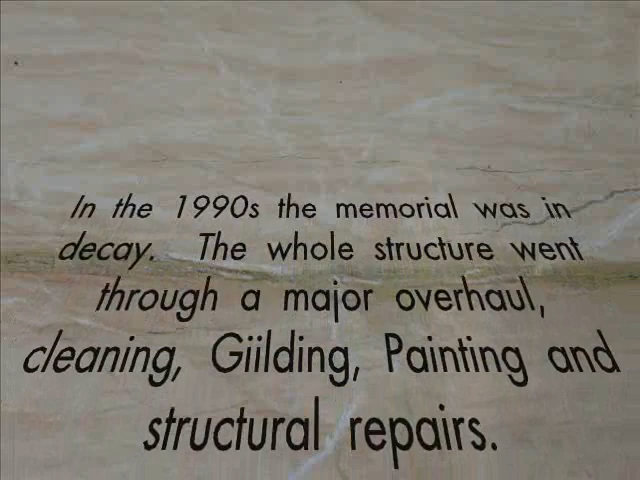 In the 1990s the memorial was in
decay. The whole structure went
through a major overhaul,
cleaning, Giilding, Painting and
structural repairs.